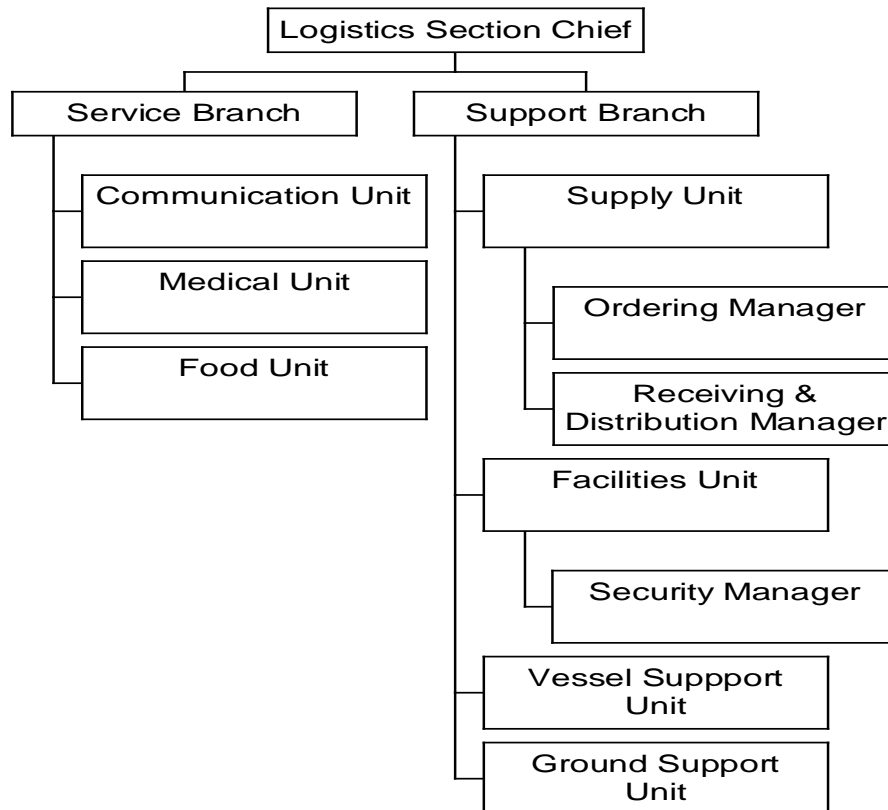 Logistics Section Chief
Service Branch
Support Branch
Communication Unit
Medical Unit
Food Unit
Supply Unit
Ordering Manager
Receiving &
Distribution Manager
Facilities Unit
Security Manager
Vessel Suppport
Unit
Ground Support
Unit